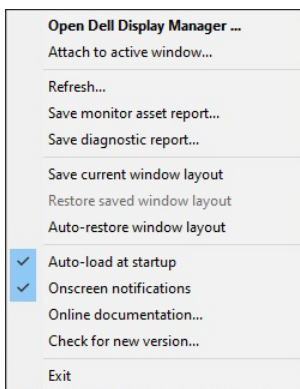 Open Dell Display Manager ...
Attach to active window...
Refresh...
Save monitor asset report...
Save diagnostic report...
Save current window layout
Restore saved window layout
Auto-restore window layout
Auto-load at startup
Onscreen notifications
Online documentation...
Check for new version...
Exit